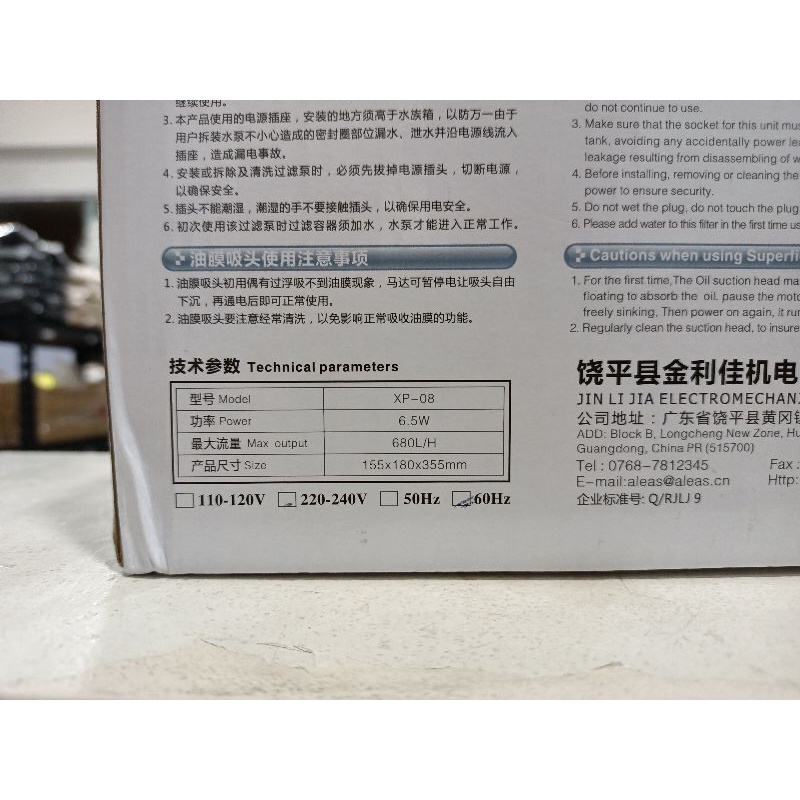 继续使用。
3. 本产品使用的电源插座，安装的地方须高于水族箱，以防万一由于
用户拆装水泵不小心造成的密封圈部位漏水、泄水并沿电源线流入
插座，造成漏电事故。
4. 安装或拆除及清洗过滤泵时，必须先拔掉电源插头，切断电源，
以确保安全。
5. 插头不能潮湿，潮湿的手不要接触插头，以确保用电安全。
6. 初次使用该过滤泵时过滤容器须加水，水泵才能进入正常工作。
油膜吸头使用注意事项
1. 油膜吸头初用偶有过浮吸不到油膜现象，马达可暂停电让吸头自由
下沉，再通电后即可正常使用。
2. 油膜吸头要注意经常清洗，以免影响正常吸收油膜的功能。
技术参数 Technical parameters
型号 Model XP-08
功率 Power 6.5W
最大流量 Max output 680L/H
产品尺寸 Size 155x180x355mm
110-120V 220-240V 50Hz 60Hz
do not continue to use.
3. Make sure that the socket for this unit
tank, avoiding any accidentally power
leakage resulting from disassembling of
4. Before installing, removing or cleaning the
power to ensure security.
5. Do not wet the plug, do not touch the plug
6. Please add water to this filter in the first time
Cautions when using
1. For the first time,The Oil suction head
floating to absorb the oil. pause the
freely sinking, Then power on again, it
2. Regularly clean the suction head, to
饶平县金利佳机电
JIN LI JIA
公司地址：广东省饶平县黄冈
ADD: Block B, Longcheng New Zone,
Guangdong, China PR (515700)
Tel : 0768-7812345 Fax :
E-mail:aleas@aleas.cn Http:
企业标准号: Q/RJLJ 9